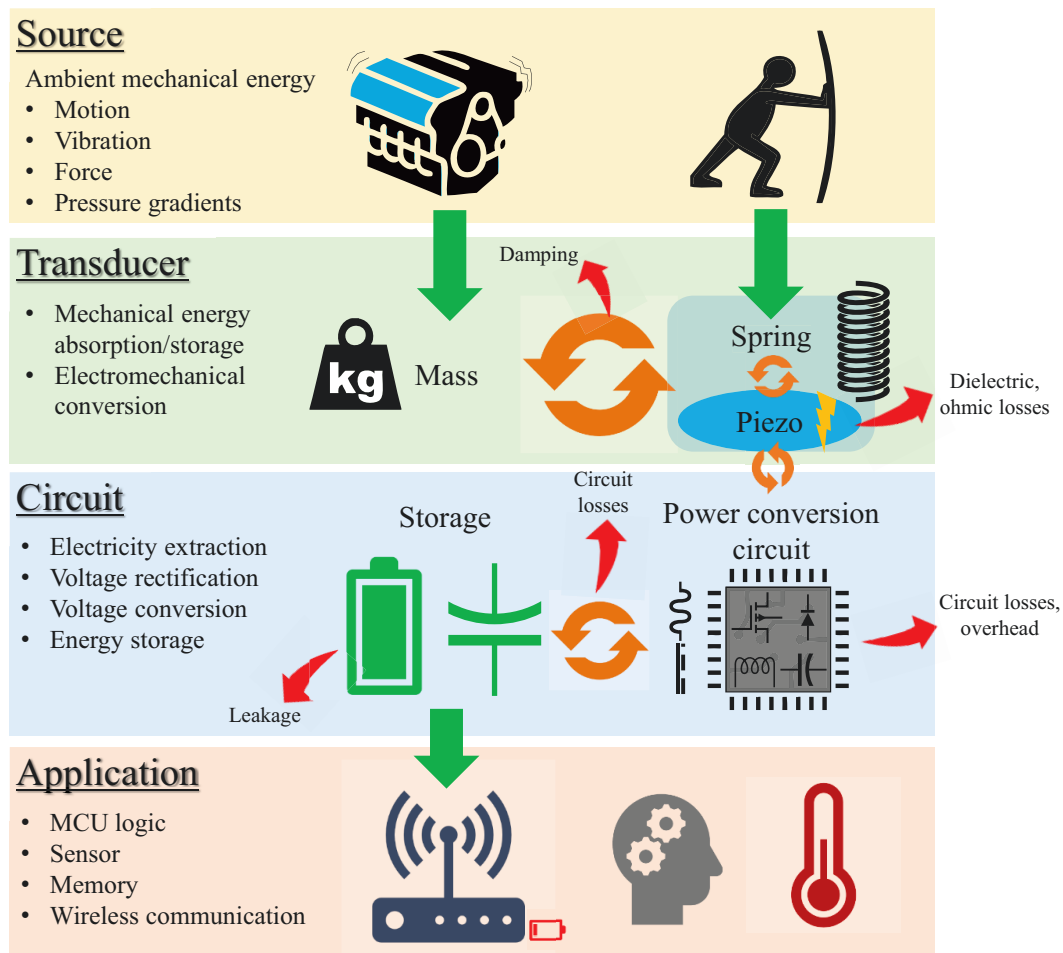 Source
Ambient mechanical energy
• Motion
• Vibration
• Force
• Pressure gradients
Transducer
• Mechanical energy
absorption/storage
• Electromechanical
conversion
Damping
kg
Mass
Spring
Piezo
Dielectric,
ohmic losses
Circuit
• Electricity extraction
• Voltage rectification
• Voltage conversion
• Energy storage
Storage
Circuit
losses
Power conversion
circuit
Circuit losses,
overhead
Leakage
Application
• MCU logic
• Sensor
• Memory
• Wireless communication